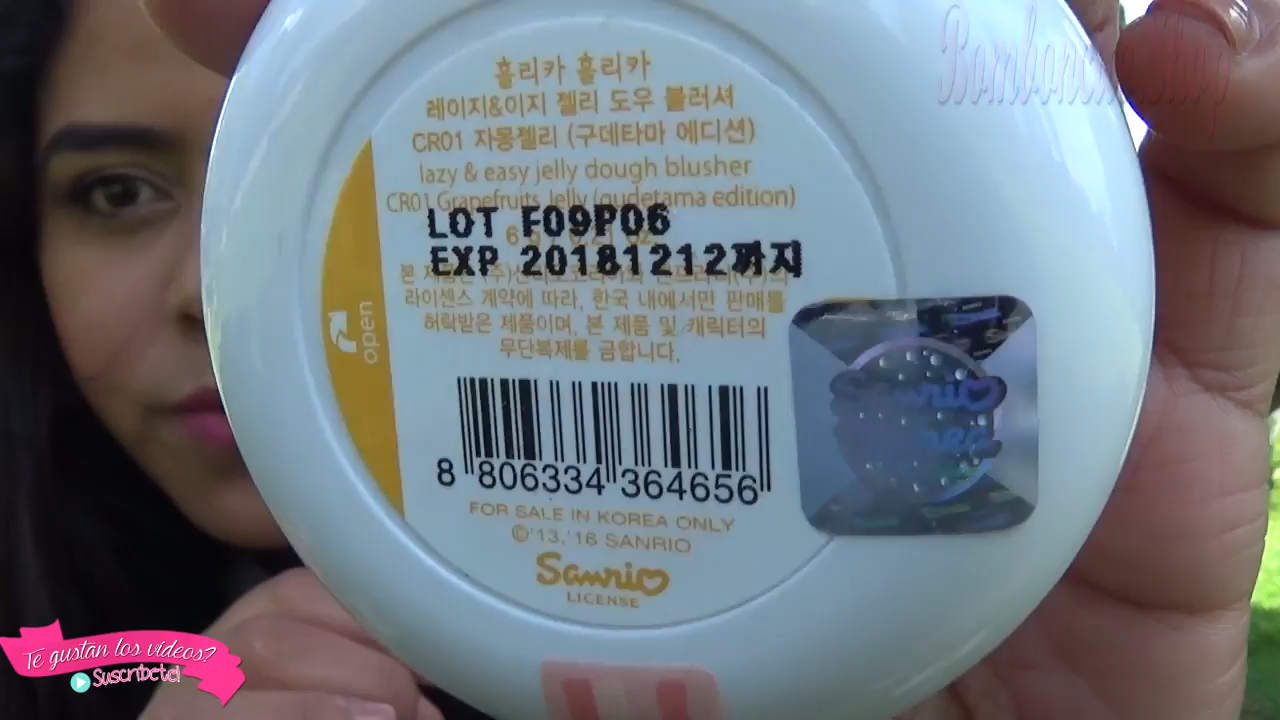 홀리카 홀리카
레이지&이지 젤리 도우 블러셔
CR01 자몽젤리 (구데타마 에디션)
lazy & easy jelly dough blusher
CR01 Grapefruits Jelly (gudetama edition)
LOT F09P06
EXP 20181212까지
라이센스 계약에 따라, 한국 내에서만 판매를
허락받은 제품이며, 본 제품 및 캐릭터의
무단복제를 금합니다.
open
8 806334 364656
FOR SALE IN KOREA ONLY
©'13,'16 SANRIO
Sanrio
LICENSE
Sanrio
Te gustan los vídeos?
Suscríbete!